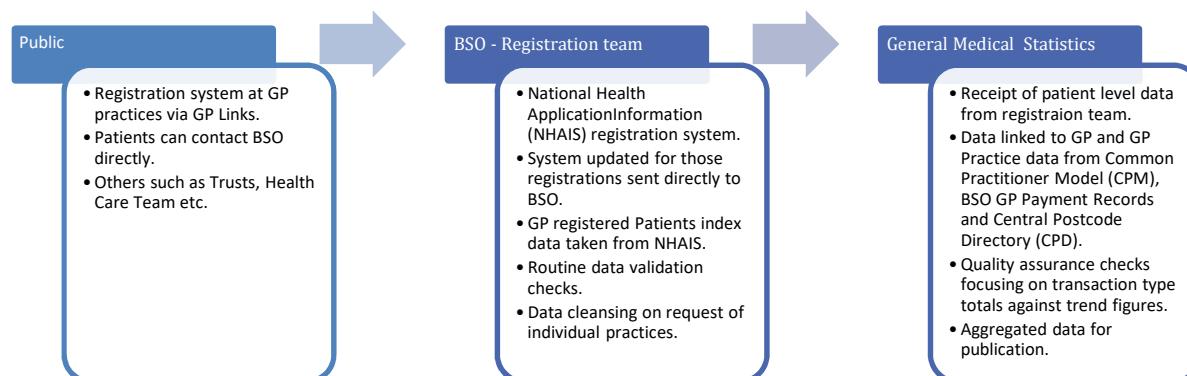 Public
• Registration system at GP
practices via GP Links.
• Patients can contact BSO
directly.
• Others such as Trusts, Health
Care Team etc.
BSO - Registration team
• National Health
ApplicationInformation
(NHAIS) registration system.
• System updated for those
registrations sent directly to
BSO.
• GP registered Patients index
data taken from NHAIS.
• Routine data validation
checks.
• Data cleansing on request of
individual practices.
General Medical  Statistics
• Receipt of patient level data
from registraion team.
• Data linked to GP and GP
Practice data from Common
Practitioner Model (CPM),
BSO GP Payment Records
and Central Postcode
Directory (CPD).
• Quality assurance checks
focusing on transaction type
totals against trend figures.
• Aggregated data for
publication.